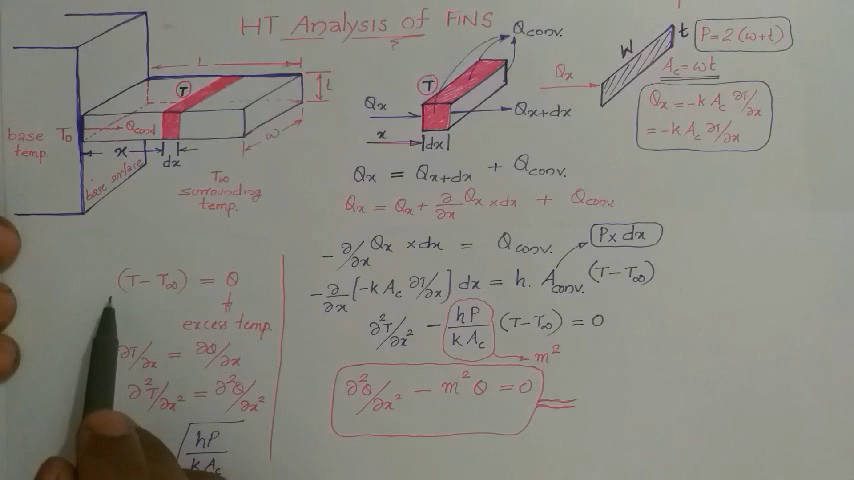 HT Analysis of FINS
?
L
T
t
base
temp.
T₀
Qcond
x
dx
w
base surface
T∞
surrounding
temp.
Qconv.
T
Qx
Qx+dx
x
|dx|
w
t
P = 2(w+t)
Ac = wt
Qx
Qx = -k Ac ∂T/∂x
= -k Ac ∂T/∂x
Qx = Qx+dx + Qconv.
Qx = Qx + ∂/∂x Qx × dx + Qconv
-∂/∂x Qx × dx = Qconv.
P x dx
-∂/∂x [-k Ac ∂T/∂x] dx = h. Aconv. (T-T∞)
∂²T/∂x² - hP/kAc (T-T∞) = 0
m²
∂²θ/∂x² - m²θ = 0
(T-T∞) = θ
excess temp.
∂T/∂x = ∂θ/∂x
∂²T/∂x² = ∂²θ/∂x²
√hP/kAc